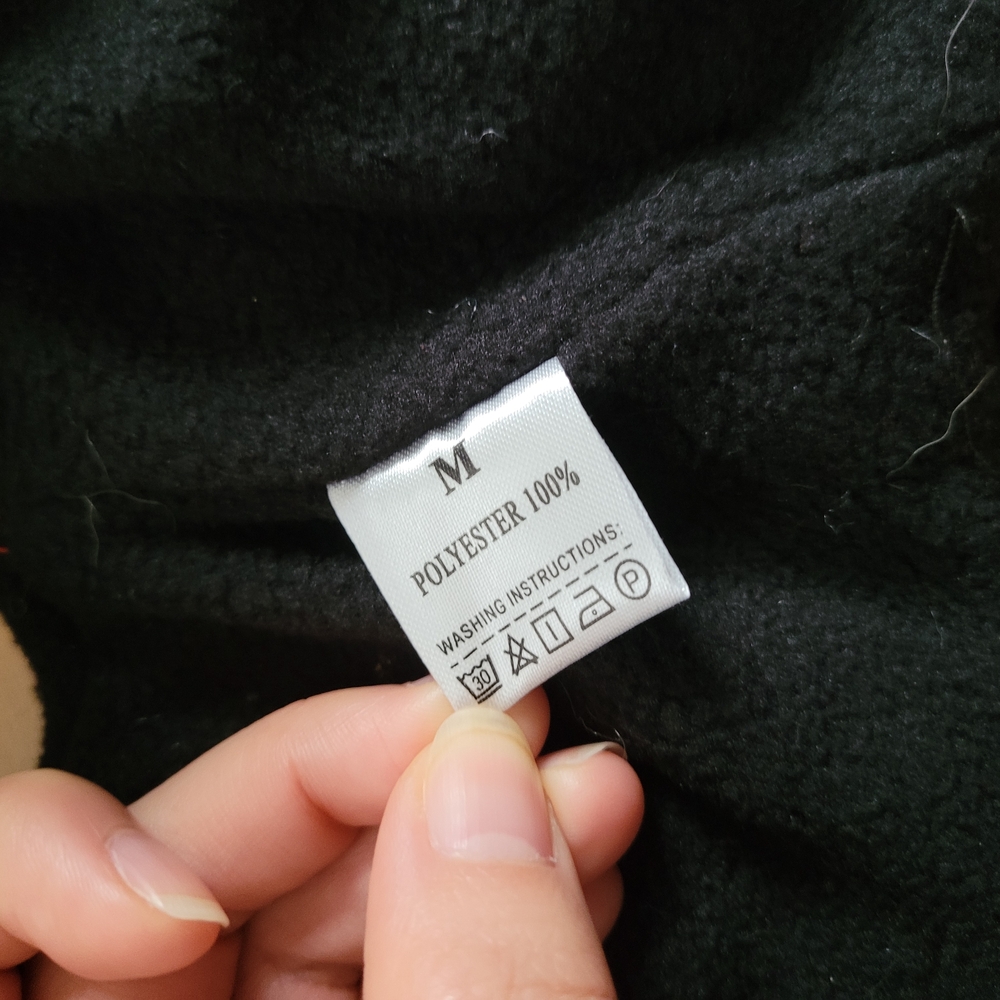 M
POLYESTER 100%
WASHING INSTRUCTIONS:
30 P